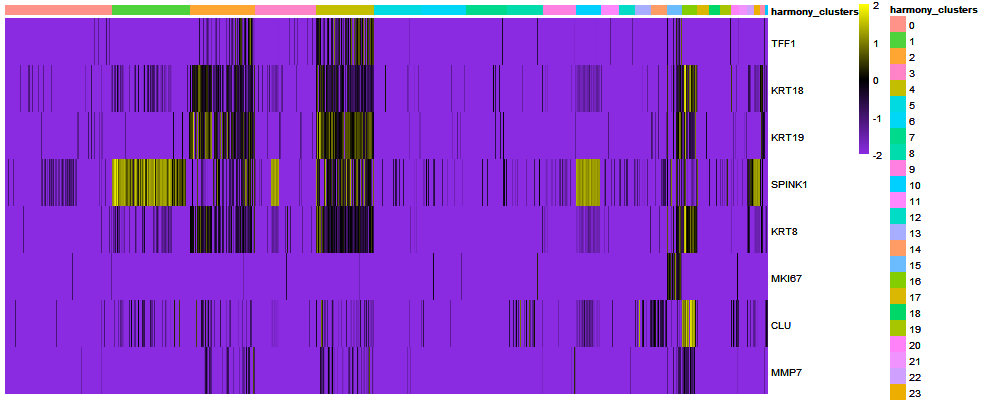 harmony_clusters
TFF1
KRT18
KRT19
SPINK1
KRT8
MKI67
CLU
MMP7
2
1
0
-1
-2
harmony_clusters
0
1
2
3
4
5
6
7
8
9
10
11
12
13
14
15
16
17
18
19
20
21
22
23